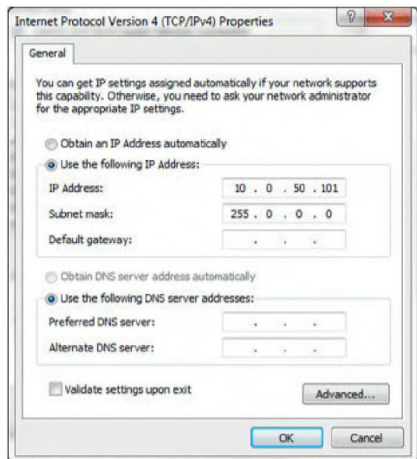 Internet Protocol Version 4 (TCP/IPv4) Properties
General
You can get IP settings assigned automatically if your network supports
this capability. Otherwise, you need to ask your network administrator
for the appropriate IP settings.
Obtain an IP Address automatically
Use the following IP Address:
IP Address: 10 . 0 . 50 . 101
Subnet mask: 255 . 0 . 0 . 0
Default gateway: . . .
Obtain DNS server address automatically
Use the following DNS server addresses:
Preferred DNS server: . . .
Alternate DNS server: . . .
Validate settings upon exit
Advanced...
OK Cancel